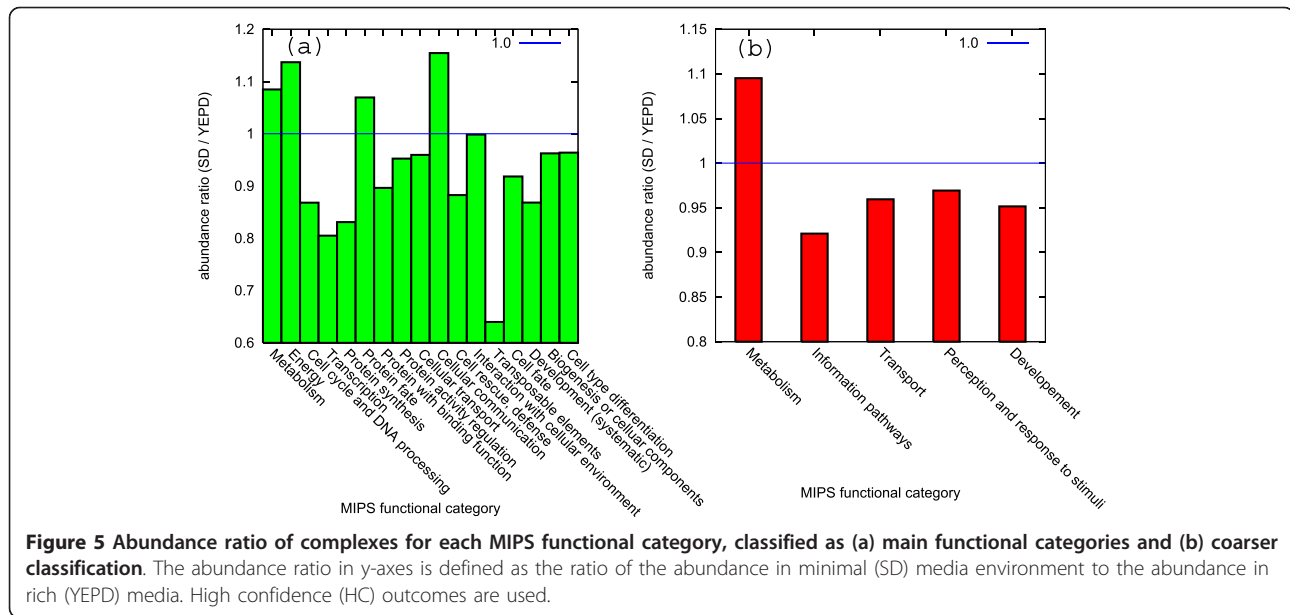 (a)
1.0
1.2
1.1
1
0.9
0.8
0.7
0.6
abundance ratio (SD / YEPD)
Metabolism
Energy
Cell cycle and DNA processing
Transcription
Protein synthesis
Protein fate
Protein with binding function
Protein activity regulation
Cellular transport
Cellular communication
Cell rescue, defense
Interaction with cellular environment
Transposable elements
Cell fate
Development (systematic)
Biogenesis or celluar components
Cell type differentiation
MIPS functional category
(b)
1.0
1.15
1.1
1.05
1
0.95
0.9
0.85
0.8
abundance ratio (SD / YEPD)
Metabolism
Information pathways
Transport
Perception and response to stimuli
Developement
MIPS functional category
Figure 5 Abundance ratio of complexes for each MIPS functional category, classified as (a) main functional categories and (b) coarser
classification. The abundance ratio in y-axes is defined as the ratio of the abundance in minimal (SD) media environment to the abundance in
rich (YEPD) media. High confidence (HC) outcomes are used.